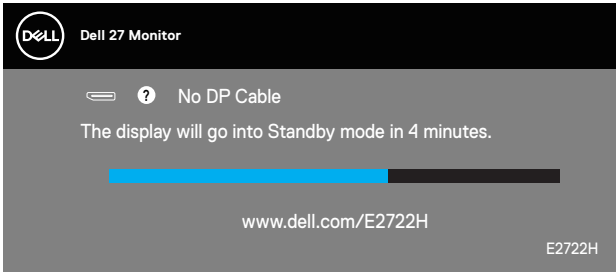 DELL
Dell 27 Monitor
? No DP Cable
The display will go into Standby mode in 4 minutes.
www.dell.com/E2722H
E2722H